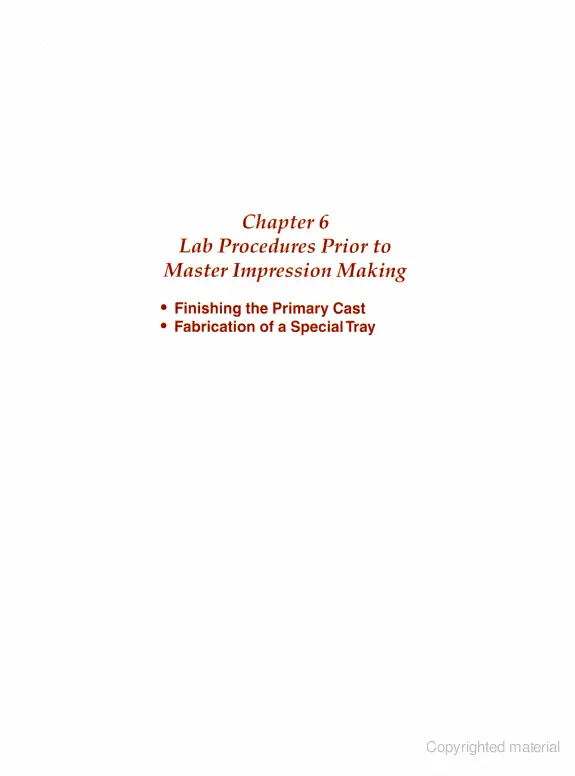 Chapter 6
Lab Procedures Prior to
Master Impression Making
• Finishing the Primary Cast
• Fabrication of a Special Tray
Copyrighted material